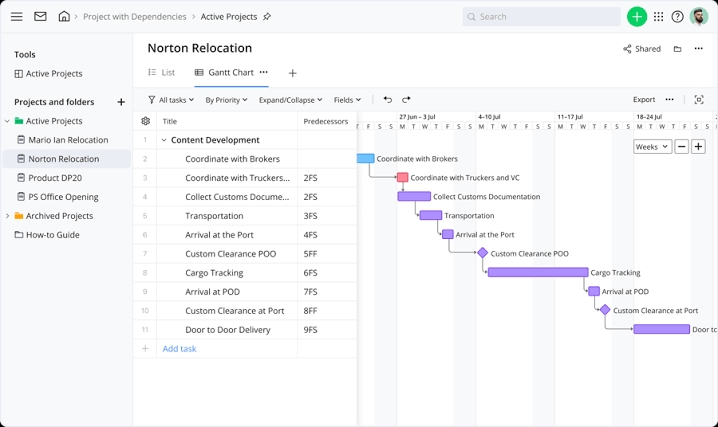 Project with Dependencies
Active Projects
Search
Tools
Active Projects
Projects and folders
Active Projects
Mario Ian Relocation
Norton Relocation
Product DP20
PS Office Opening
Archived Projects
How-to Guide
Norton Relocation
Shared
List
Gantt Chart
All tasks
By Priority
Expand/Collapse
Fields
Export
Title
Predecessors
1 Content Development
2 Coordinate with Brokers
3 Coordinate with Truckers... 2FS
4 Collect Customs Docume... 2FS
5 Transportation 3FS
6 Arrival at the Port 4FS
7 Custom Clearance POO 5FF
8 Cargo Tracking 6FS
9 Arrival at POD 7FS
10 Custom Clearance at Port 8FF
11 Door to Door Delivery 9FS
Add task
27 Jun – 3 Jul
4–10 Jul
11–17 Jul
18–24 Jul
F S S M T W T F S S M T W T F S S M T W T F S S M T W T F S S
Weeks
Coordinate with Brokers
Coordinate with Truckers and VC
Collect Customs Documentation
Transportation
Arrival at the Port
Custom Clearance POO
Cargo Tracking
Arrival at POD
Custom Clearance at Port
Door to